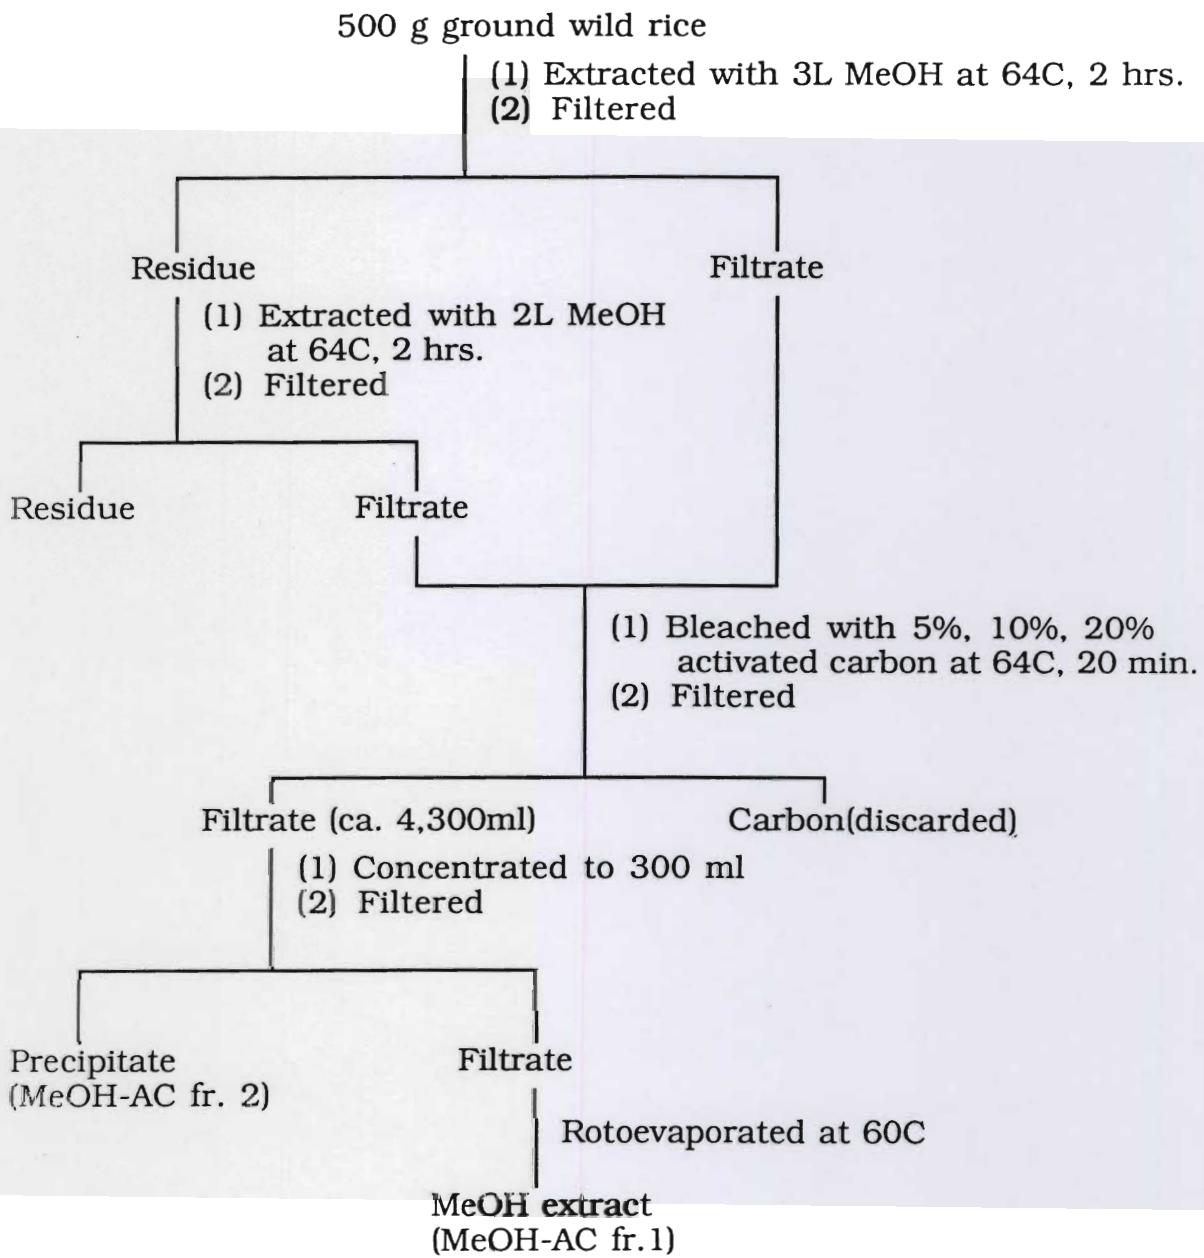 500 g ground wild rice
(1) Extracted with 3L MeOH at 64C, 2 hrs.
(2) Filtered
Residue
Filtrate
(1) Extracted with 2L MeOH
at 64C, 2 hrs.
(2) Filtered
Residue
Filtrate
(1) Bleached with 5%, 10%, 20%
activated carbon at 64C, 20 min.
(2) Filtered
Filtrate (ca. 4,300ml)
Carbon(discarded)
(1) Concentrated to 300 ml
(2) Filtered
Precipitate
(MeOH-AC fr. 2)
Filtrate
Rotoevaporated at 60C
MeOH extract
(MeOH-AC fr.1)